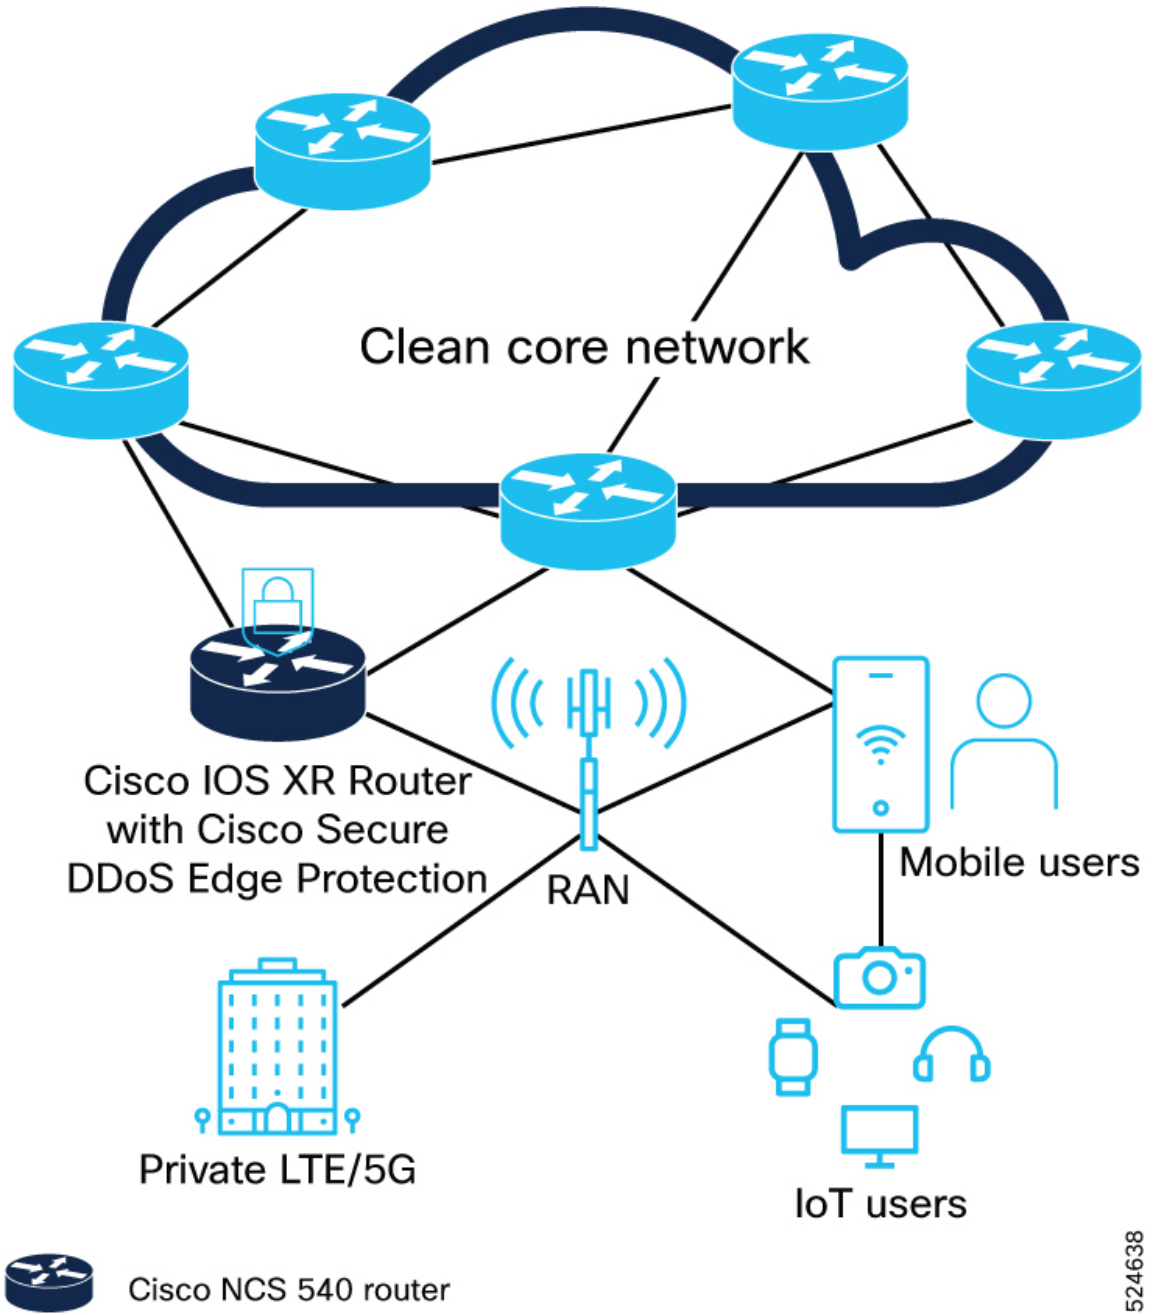 Clean core network
Cisco IOS XR Router
with Cisco Secure
DDoS Edge Protection
RAN
Mobile users
Private LTE/5G
IoT users
Cisco NCS 540 router
524638